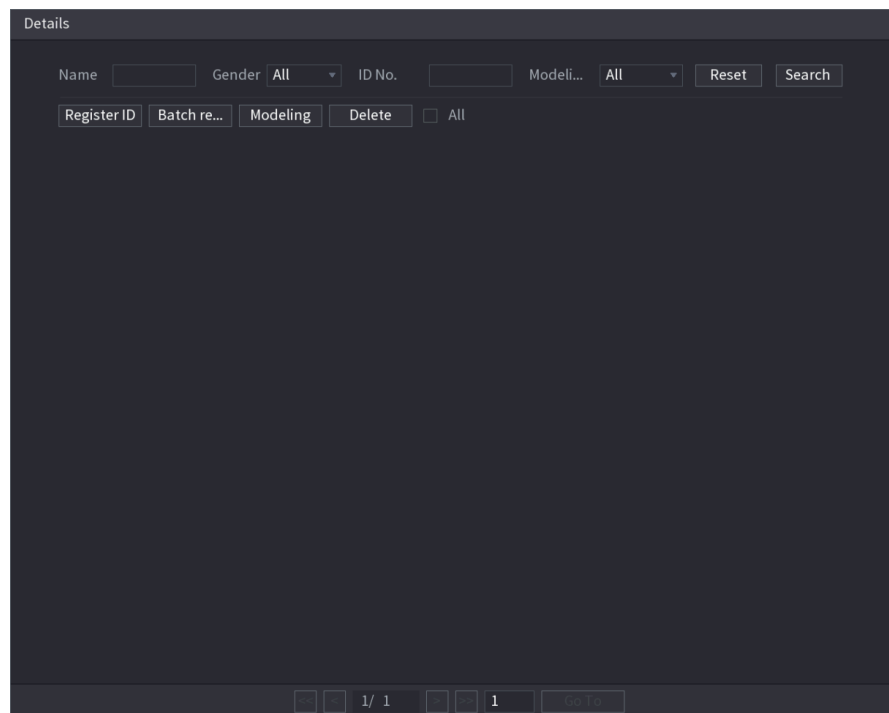 Details
Name Gender All ID No. Modeli... All Reset Search
Register ID Batch re... Modeling Delete All
<< < 1/ 1 > >> 1 Go To